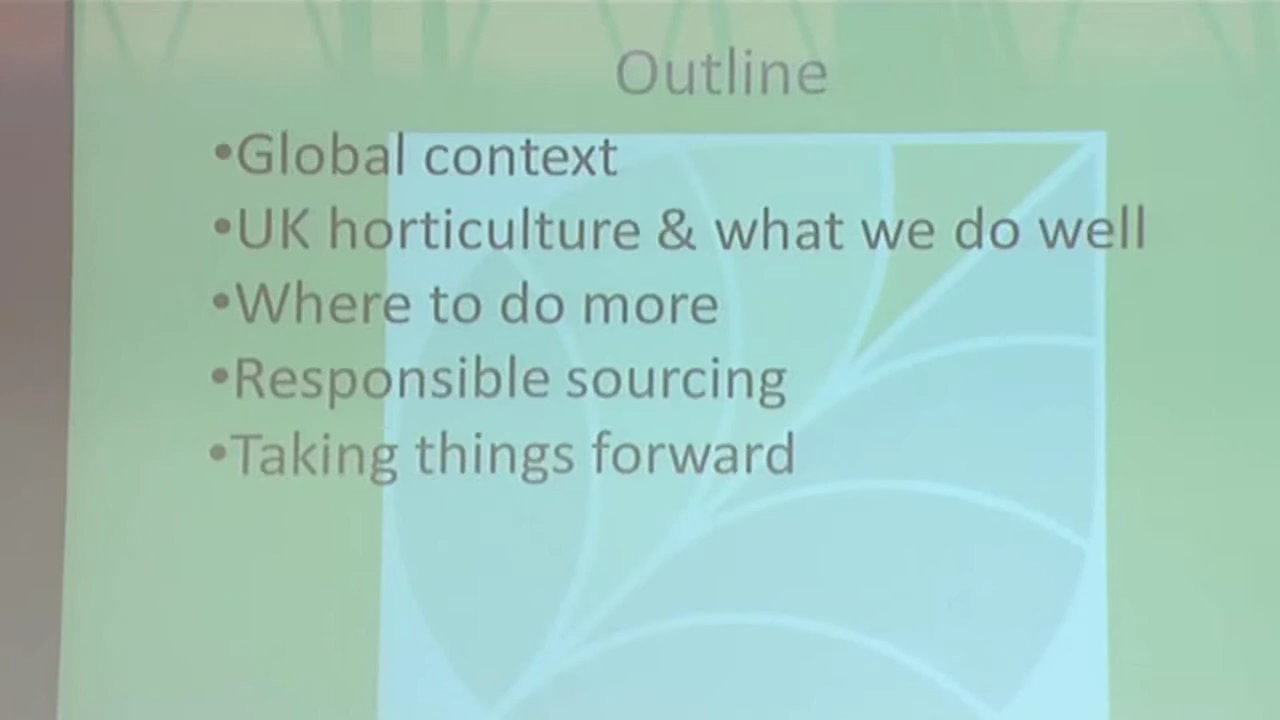 Outline
•Global context
•UK horticulture & what we do well
•Where to do more
•Responsible sourcing
•Taking things forward